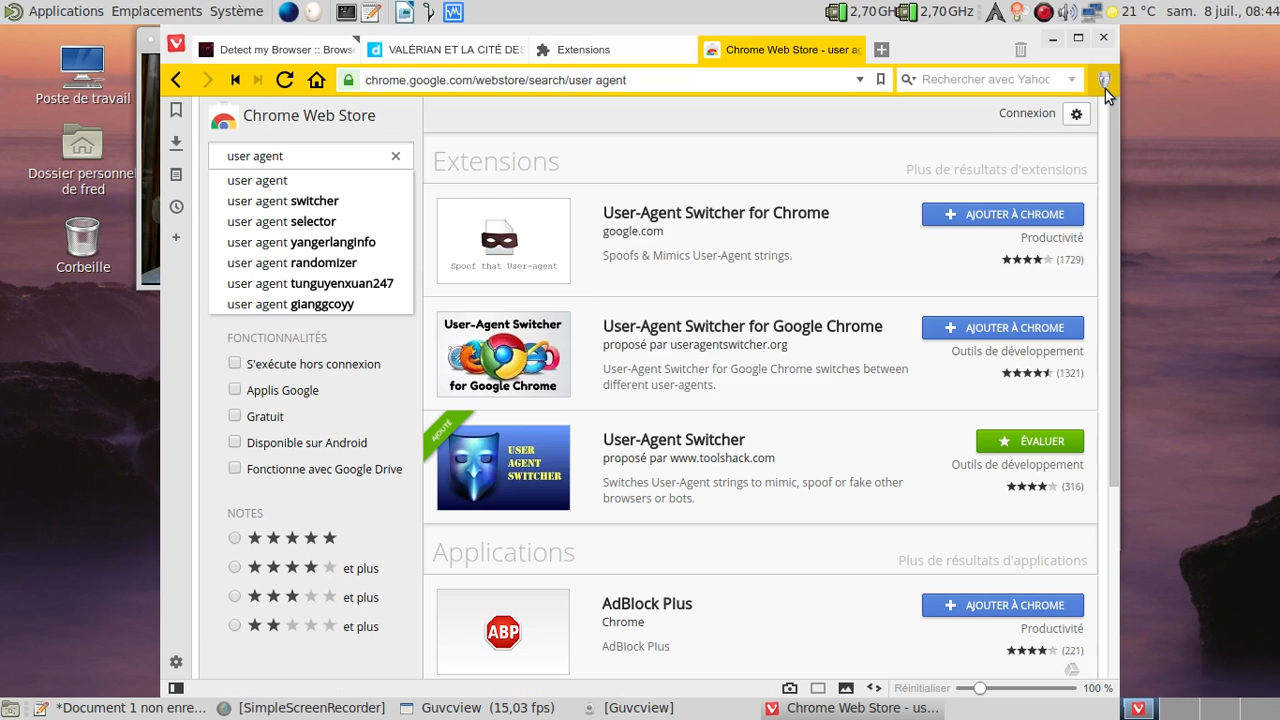 Applications Emplacements Système
2,70 GHz 2,70 GHz
21 °C sam. 8 juil., 08:44
Poste de travail
Dossier personnel
de fred
Corbeille
Detect my Browser :: Browse
VALÉRIAN ET LA CITÉ DES
Extensions
Chrome Web Store - user ag
chrome.google.com/webstore/search/user agent
Rechercher avec Yahoo
Chrome Web Store
Connexion
user agent
user agent
user agent switcher
user agent selector
user agent yangerlanginfo
user agent randomizer
user agent tunguyenxuan247
user agent gianggcoyy
FONCTIONNALITÉS
S'exécute hors connexion
Applis Google
Gratuit
Disponible sur Android
Fonctionne avec Google Drive
NOTES
et plus
et plus
et plus
Extensions
Plus de résultats d'extensions
Spoof that User-agent
User-Agent Switcher for Chrome
google.com
Spoofs & Mimics User-Agent strings.
AJOUTER À CHROME
Productivité
(1729)
User-Agent Switcher
for Google Chrome
User-Agent Switcher for Google Chrome
proposé par useragentswitcher.org
User-Agent Switcher for Google Chrome switches between
different user-agents.
AJOUTER À CHROME
Outils de développement
(1321)
AJOUTÉ
USER
AGENT
SWITCHER
User-Agent Switcher
proposé par www.toolshack.com
Switches User-Agent strings to mimic, spoof or fake other
browsers or bots.
ÉVALUER
Outils de développement
(316)
Applications
Plus de résultats d'applications
ABP
AdBlock Plus
Chrome
AdBlock Plus
AJOUTER À CHROME
Productivité
(221)
Réinitialiser
100 %
*Document 1 non enre...
[SimpleScreenRecorder]
Guvcview (15,03 fps)
[Guvcview]
Chrome Web Store - us...